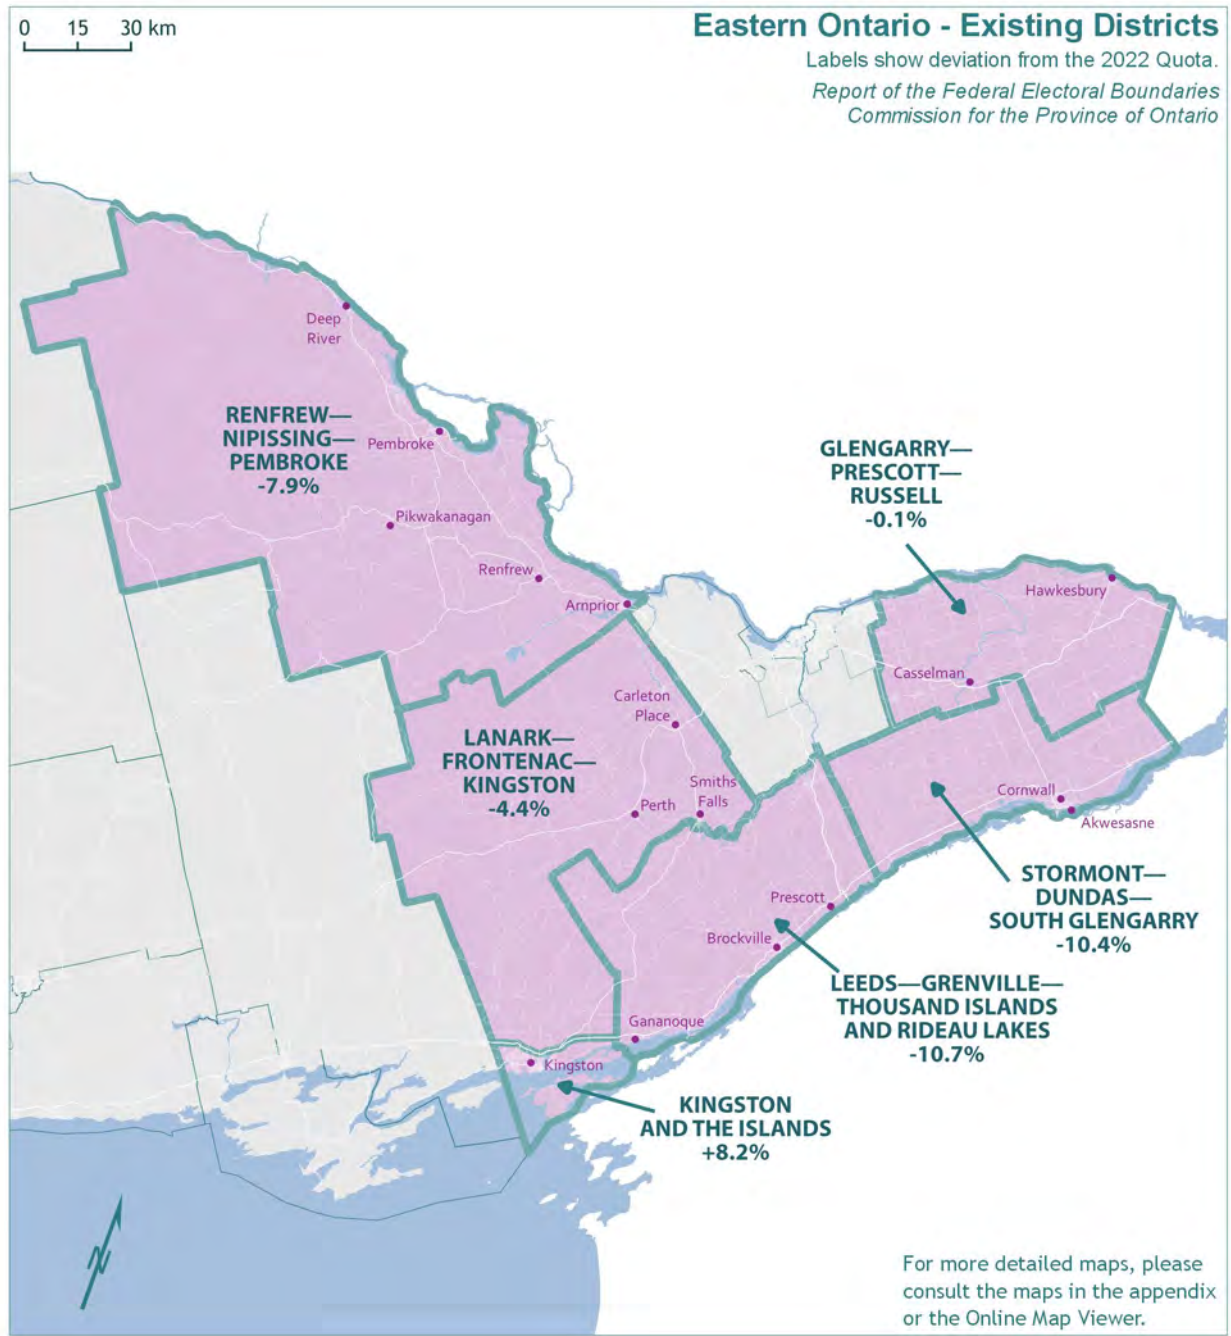 0 15 30 km
Eastern Ontario - Existing Districts
Labels show deviation from the 2022 Quota.
Report of the Federal Electoral Boundaries
Commission for the Province of Ontario
Deep
River
RENFREW—
NIPISSING—
PEMBROKE
-7.9%
Pembroke
Pikwakanagan
Renfrew
Arnprior
GLENGARRY—
PRESCOTT—
RUSSELL
-0.1%
Hawkesbury
Casselman
Carleton
Place
LANARK—
FRONTENAC—
KINGSTON
-4.4%
Smiths
Falls
Perth
Cornwall
Akwesasne
STORMONT—
DUNDAS—
SOUTH GLENGARRY
-10.4%
Prescott
Brockville
LEEDS—GRENVILLE—
THOUSAND ISLANDS
AND RIDEAU LAKES
-10.7%
Gananoque
Kingston
KINGSTON
AND THE ISLANDS
+8.2%
N
For more detailed maps, please
consult the maps in the appendix
or the Online Map Viewer.